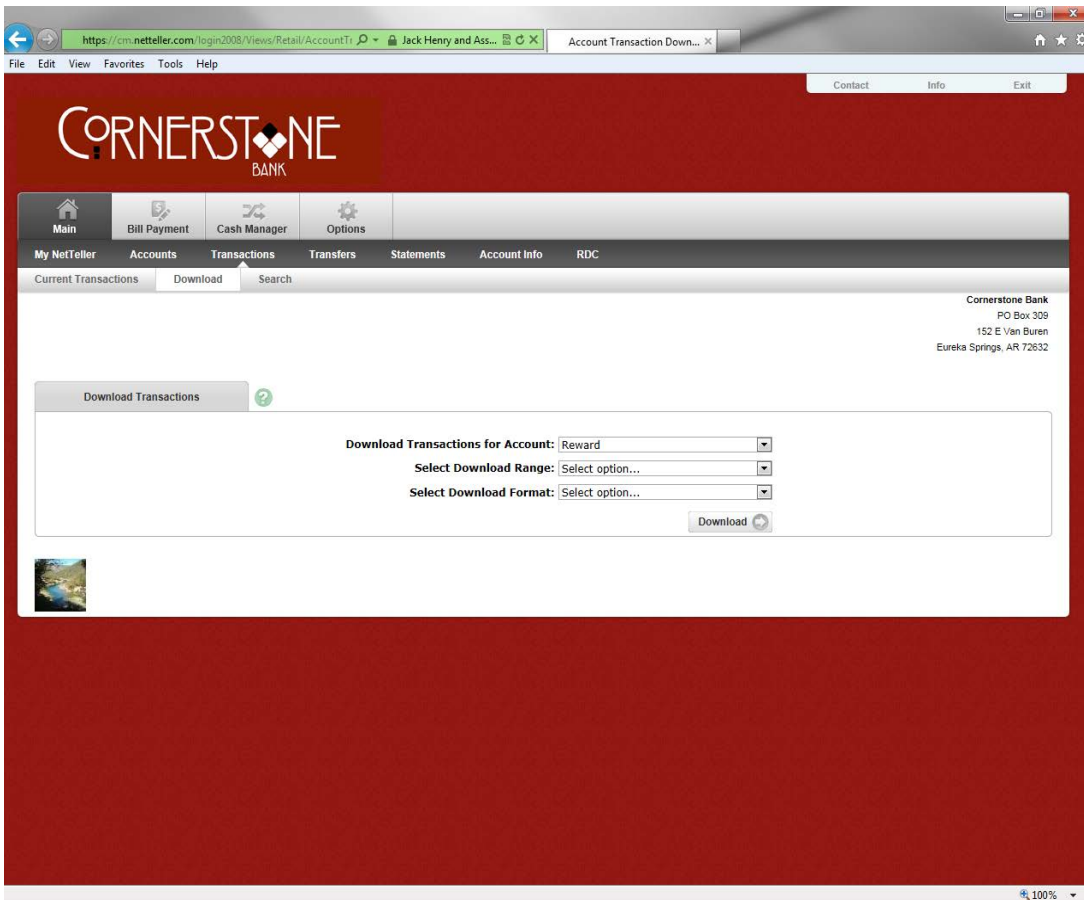 https://cm.netteller.com/login2008/Views/Retail/AccountTr
Jack Henry and Ass...
Account Transaction Down...
File Edit View Favorites Tools Help
Contact Info Exit
CORNERSTONE
BANK
Main Bill Payment Cash Manager Options
My NetTeller Accounts Transactions Transfers Statements Account Info RDC
Current Transactions Download Search
Cornerstone Bank
PO Box 309
152 E Van Buren
Eureka Springs, AR 72632
Download Transactions ?
Download Transactions for Account: Reward
Select Download Range: Select option...
Select Download Format: Select option...
Download
100%